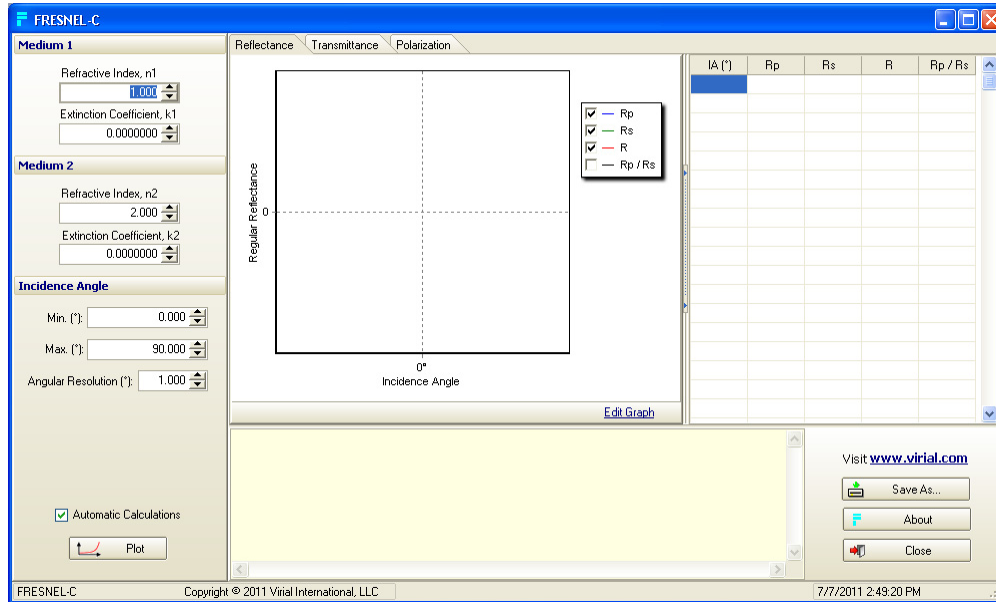 FRESNEL-C
Medium 1
Refractive Index, n1
1.000
Extinction Coefficient, k1
0.0000000
Medium 2
Refractive Index, n2
2.000
Extinction Coefficient, k2
0.0000000
Incidence Angle
Min. (°): 0.000
Max. (°): 90.000
Angular Resolution (°): 1.000
Automatic Calculations
Plot
Reflectance Transmittance Polarization
Regular Reflectance
0
0°
Incidence Angle
Rp
Rs
R
Rp / Rs
Edit Graph
IA (°) Rp Rs R Rp / Rs
Visit www.virial.com
Save As...
About
Close
FRESNEL-C Copyright © 2011 Virial International, LLC 7/7/2011 2:49:20 PM